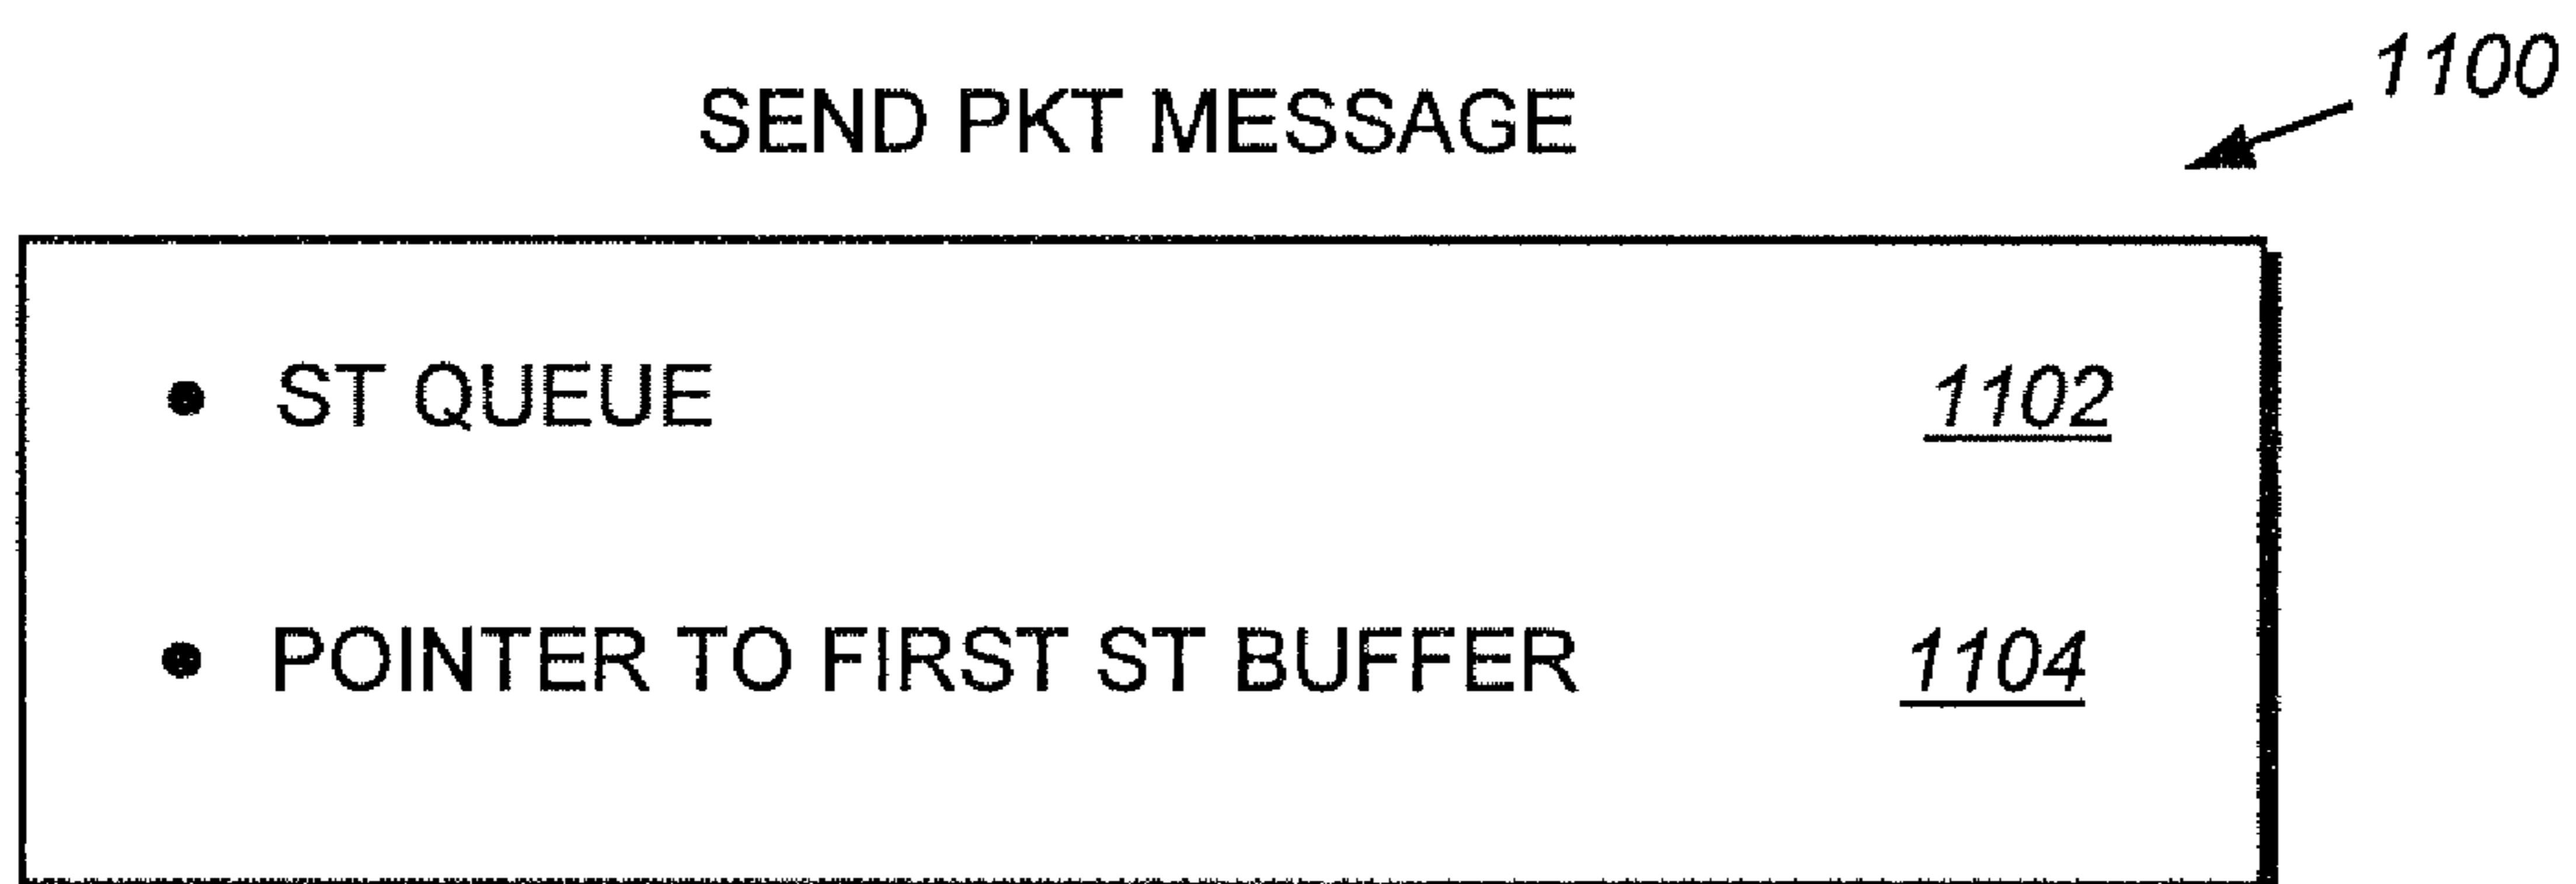 1100
SEND PKT MESSAGE
• ST QUEUE 1102
• POINTER TO FIRST ST BUFFER 1104